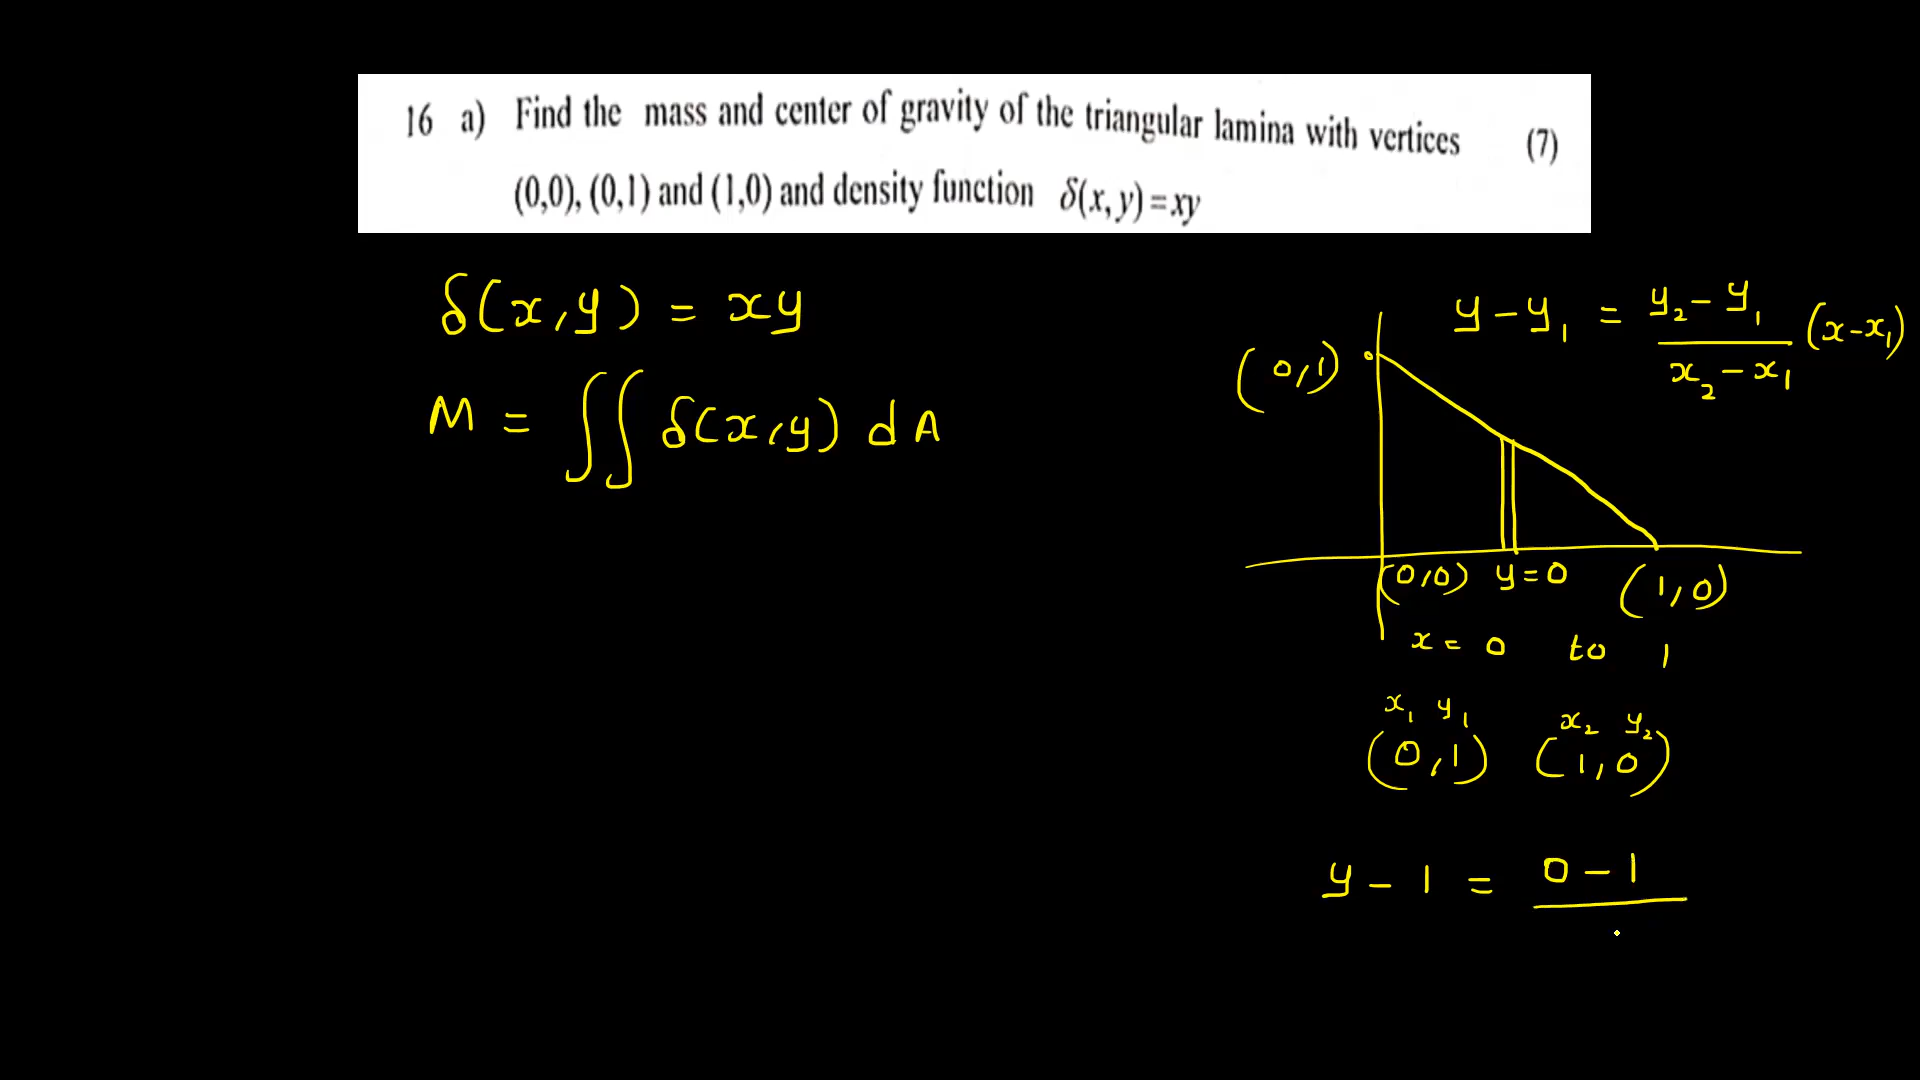 16 a) Find the mass and center of gravity of the triangular lamina with vertices (7)
(0,0), (0,1) and (1,0) and density function δ(x, y) = xy
δ(x,y) = xy
M = ∬ δ(x,y) dA
y - y₁ = (y₂ - y₁)/(x₂ - x₁) (x - x₁)
(0,1)
(0,0) y=0 (1,0)
x = 0 to 1
x₁ y₁ x₂ y₂
(0,1) (1,0)
y - 1 = 0 - 1